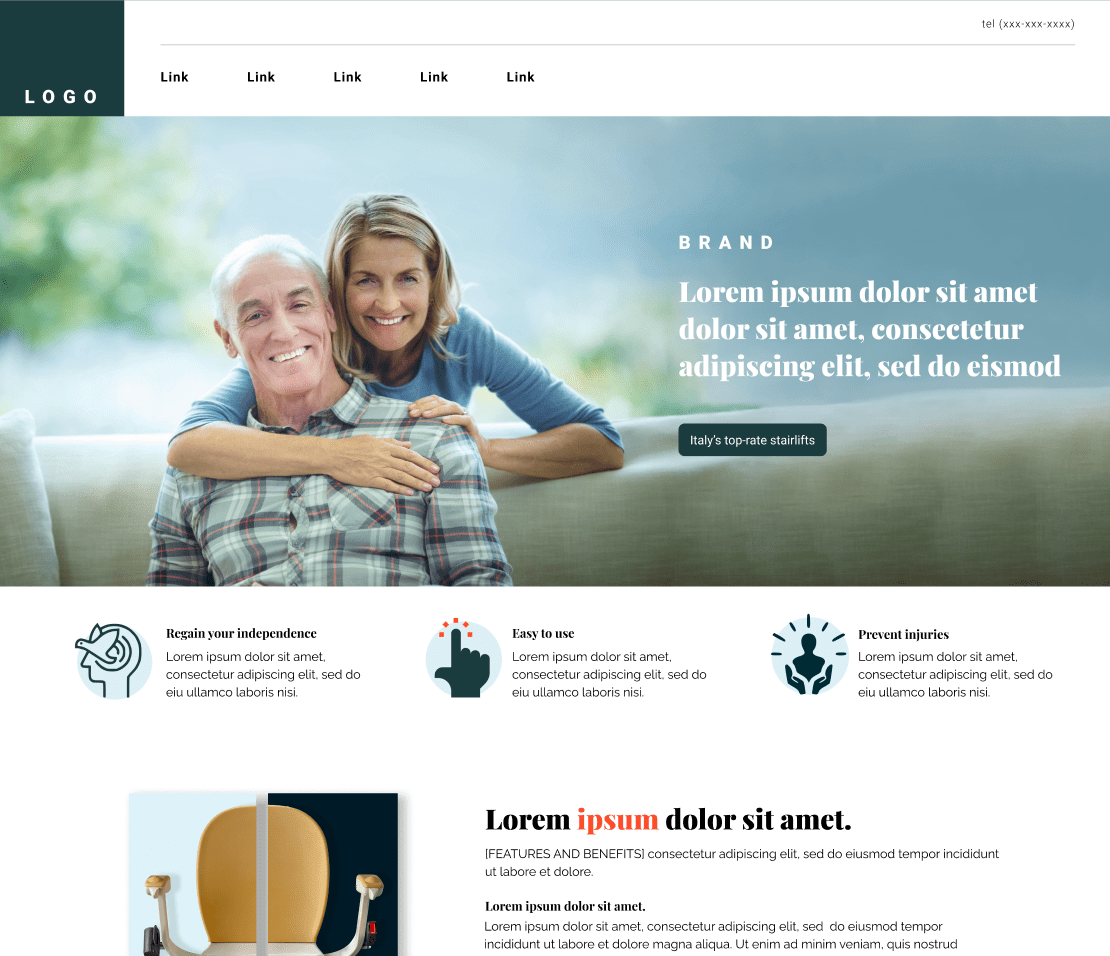 tel (xxx-xxx-xxxx)
LOGO
Link Link Link Link Link
BRAND
Lorem ipsum dolor sit amet
dolor sit amet, consectetur
adipiscing elit, sed do eismod
Italy's top-rate stairlifts
Regain your independence
Lorem ipsum dolor sit amet,
consectetur adipiscing elit, sed do
eiu ullamco laboris nisi.
Easy to use
Lorem ipsum dolor sit amet,
consectetur adipiscing elit, sed do
eiu ullamco laboris nisi.
Prevent injuries
Lorem ipsum dolor sit amet,
consectetur adipiscing elit, sed do
eiu ullamco laboris nisi.
Lorem ipsum dolor sit amet.
[FEATURES AND BENEFITS] consectetur adipiscing elit, sed do eiusmod tempor incididunt
ut labore et dolore.
Lorem ipsum dolor sit amet.
Lorem ipsum dolor sit amet, consectetur adipiscing elit, sed do eiusmod tempor
incididunt ut labore et dolore magna aliqua. Ut enim ad minim veniam, quis nostrud